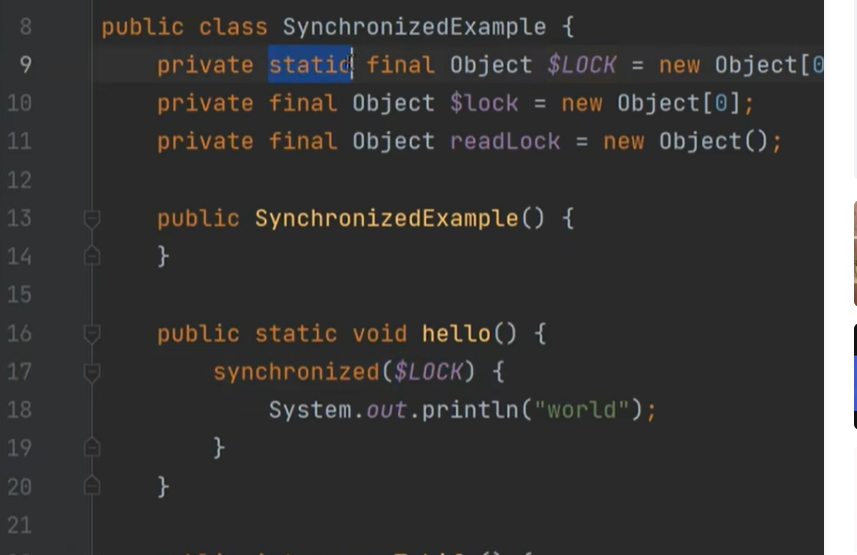 8 public class SynchronizedExample {
9 private static final Object $LOCK = new Object[0
10 private final Object $lock = new Object[0];
11 private final Object readLock = new Object();
12
13 public SynchronizedExample() {
14 }
15
16 public static void hello() {
17 synchronized($LOCK) {
18 System.out.println("world");
19 }
20 }
21